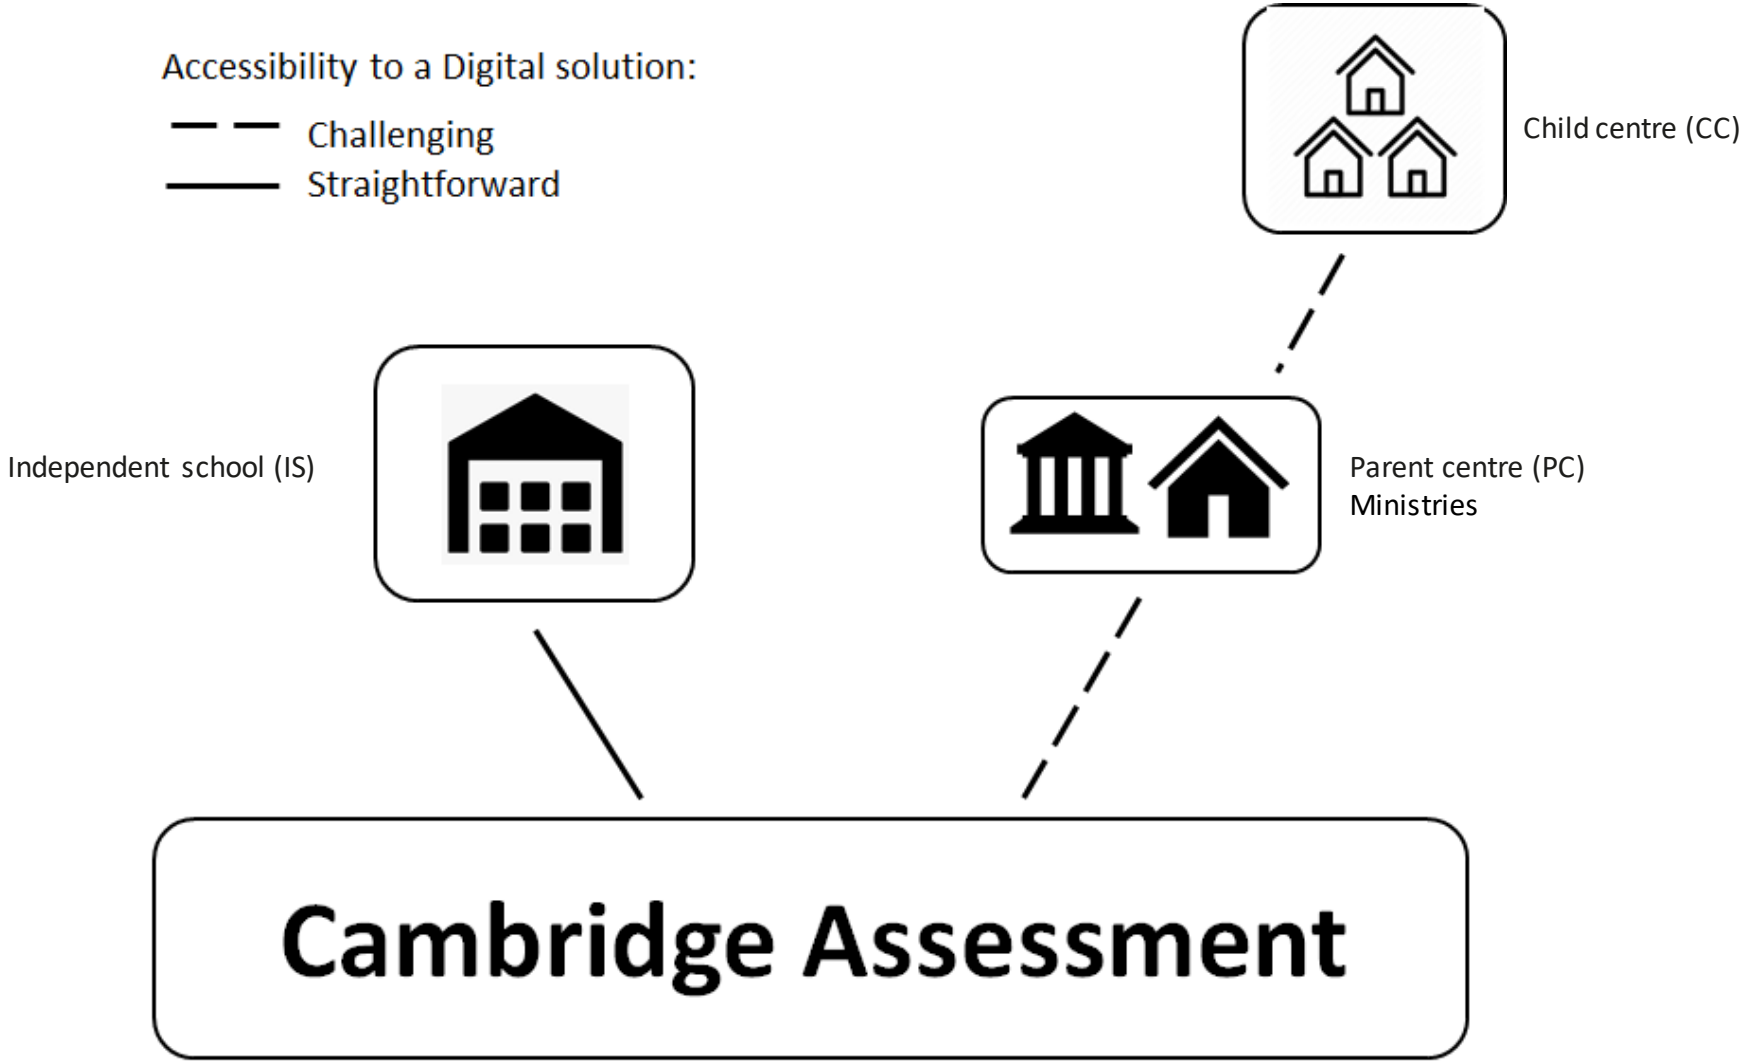 Accessibility to a Digital solution:
Challenging
Straightforward
Child centre (CC)
Independent school (IS)
Parent centre (PC)
Ministries
Cambridge Assessment